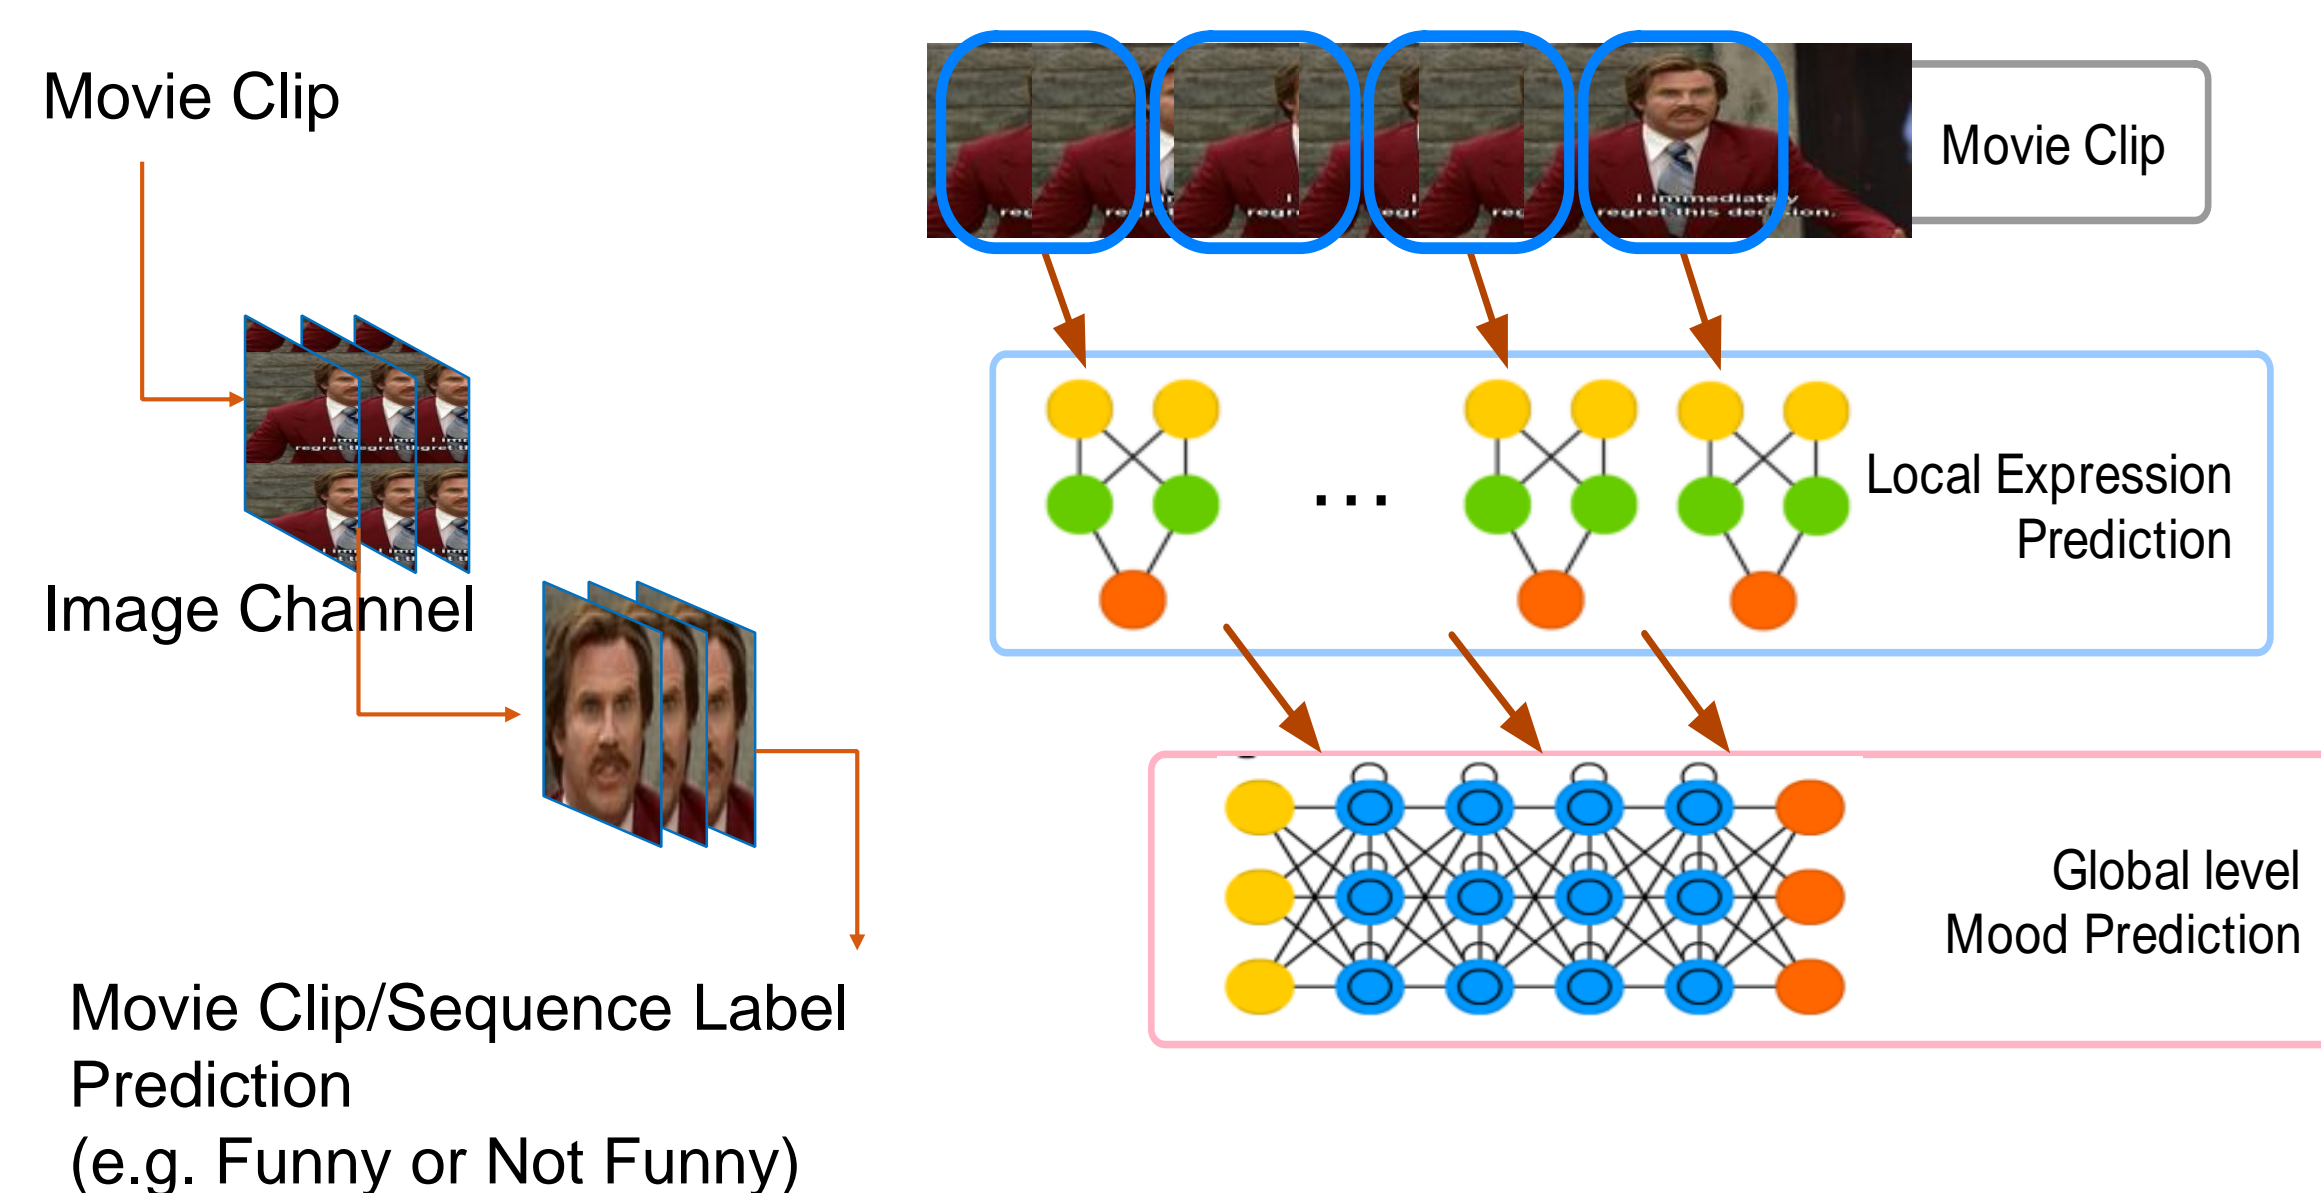 Movie Clip
Image Channel
Movie Clip/Sequence Label
Prediction
(e.g. Funny or Not Funny)
I immediately
regret this decision.
Movie Clip
...
Local Expression
Prediction
Global level
Mood Prediction